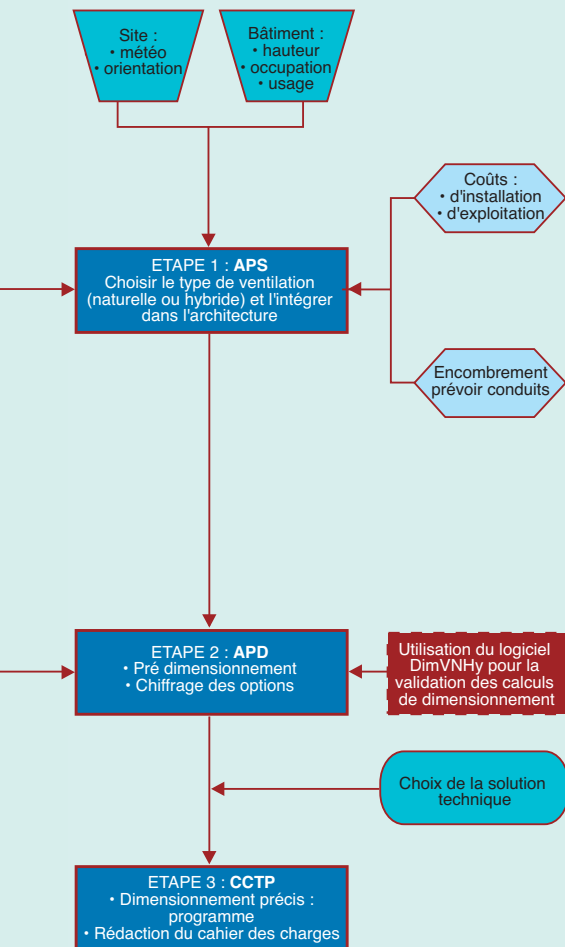 Site :
• météo
• orientation
Bâtiment :
• hauteur
• occupation
• usage
Coûts :
• d'installation
• d'exploitation
ETAPE 1 : APS
Choisir le type de ventilation
(naturelle ou hybride) et l'intégrer
dans l'architecture
Encombrement
prévoir conduits
ETAPE 2 : APD
• Pré dimensionnement
• Chiffrage des options
Utilisation du logiciel
DimVNHy pour la
validation des calculs
de dimensionnement
Choix de la solution
technique
ETAPE 3 : CCTP
• Dimensionnement précis :
programme
• Rédaction du cahier des charges